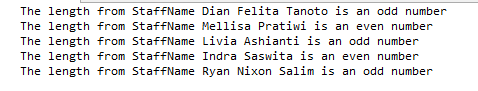 The length from StaffName Dian Felita Tanoto is an odd number
The length from StaffName Mellisa Pratiwi is an even number
The length from StaffName Livia Ashianti is an odd number
The length from StaffName Indra Saswita is an even number
The length from StaffName Ryan Nixon Salim is an odd number